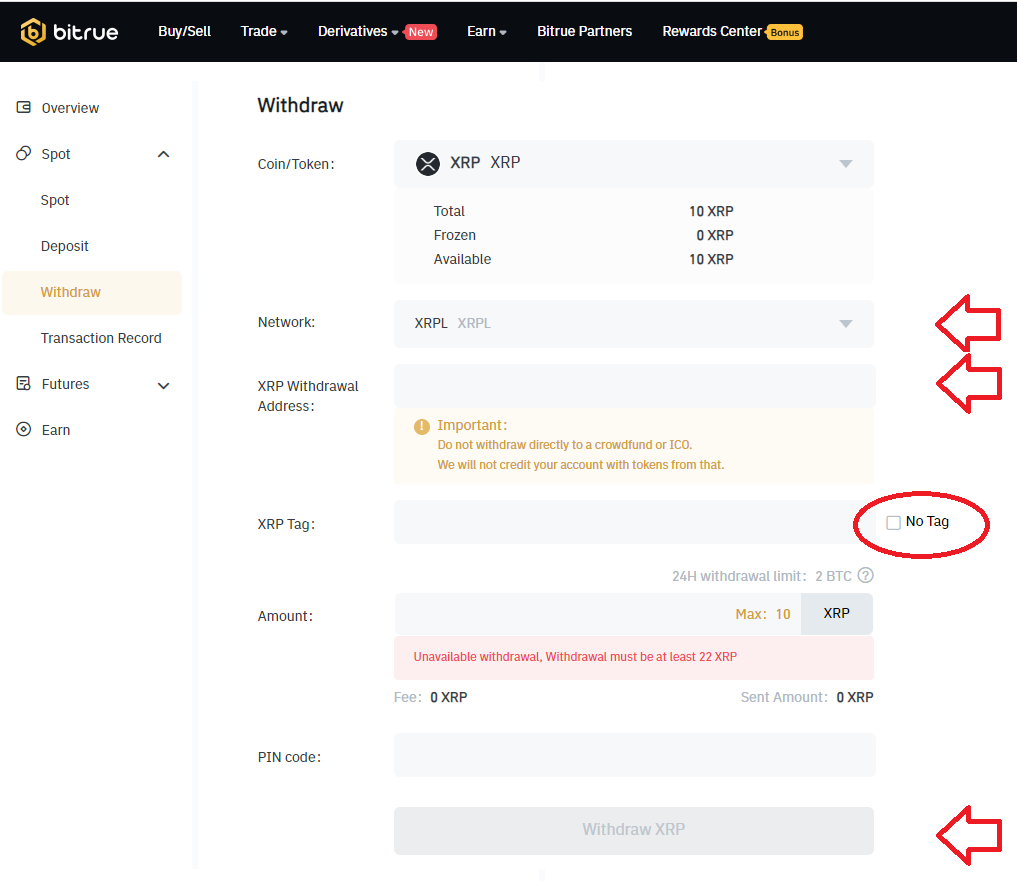 bitrue Buy/Sell Trade Derivatives New Earn Bitrue Partners Rewards Center Bonus
Overview
Spot
Spot
Deposit
Withdraw
Transaction Record
Futures
Earn
Withdraw
Coin/Token:
XRP XRP
Total 10 XRP
Frozen 0 XRP
Available 10 XRP
Network:
XRPL XRPL
XRP Withdrawal
Address:
! Important:
Do not withdraw directly to a crowdfund or ICO.
We will not credit your account with tokens from that.
XRP Tag:
No Tag
24H withdrawal limit: 2 BTC ?
Amount:
Max: 10 XRP
Unavailable withdrawal, Withdrawal must be at least 22 XRP
Fee: 0 XRP Sent Amount: 0 XRP
PIN code:
Withdraw XRP